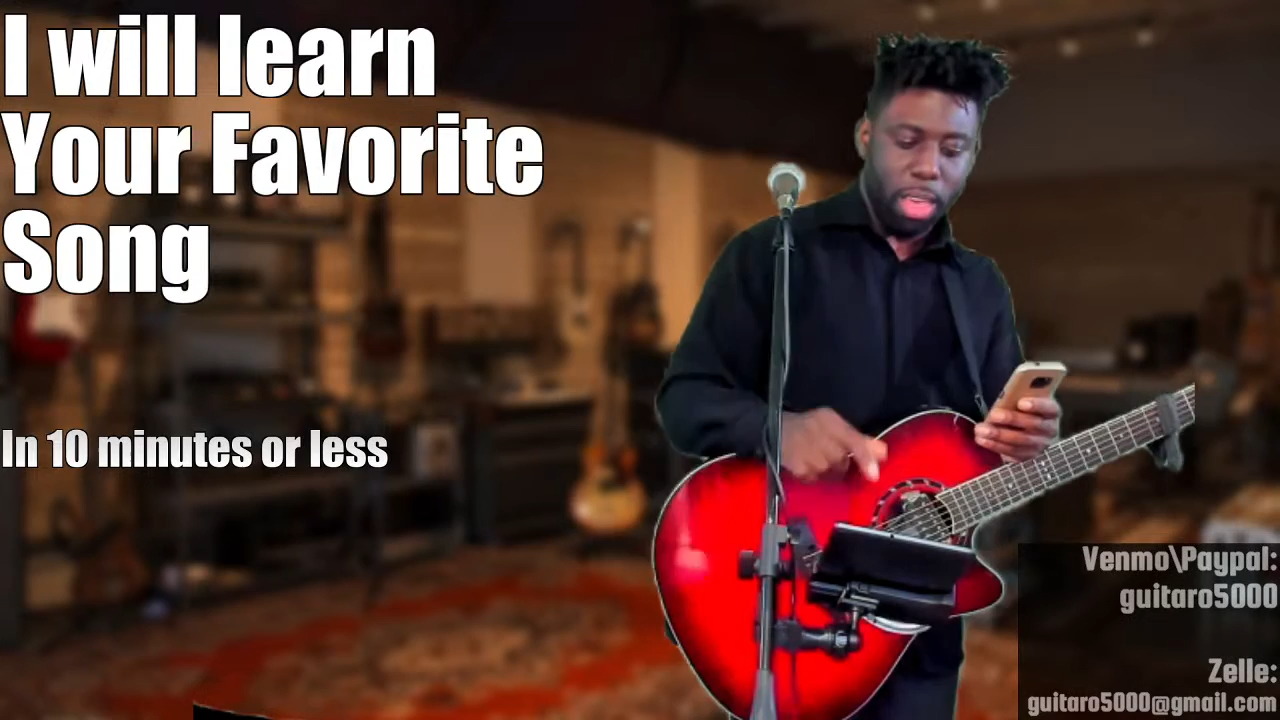 I will learn
Your Favorite
Song
In 10 minutes or less
Venmo\Paypal:
guitaro5000
Zelle:
guitaro5000@gmail.com